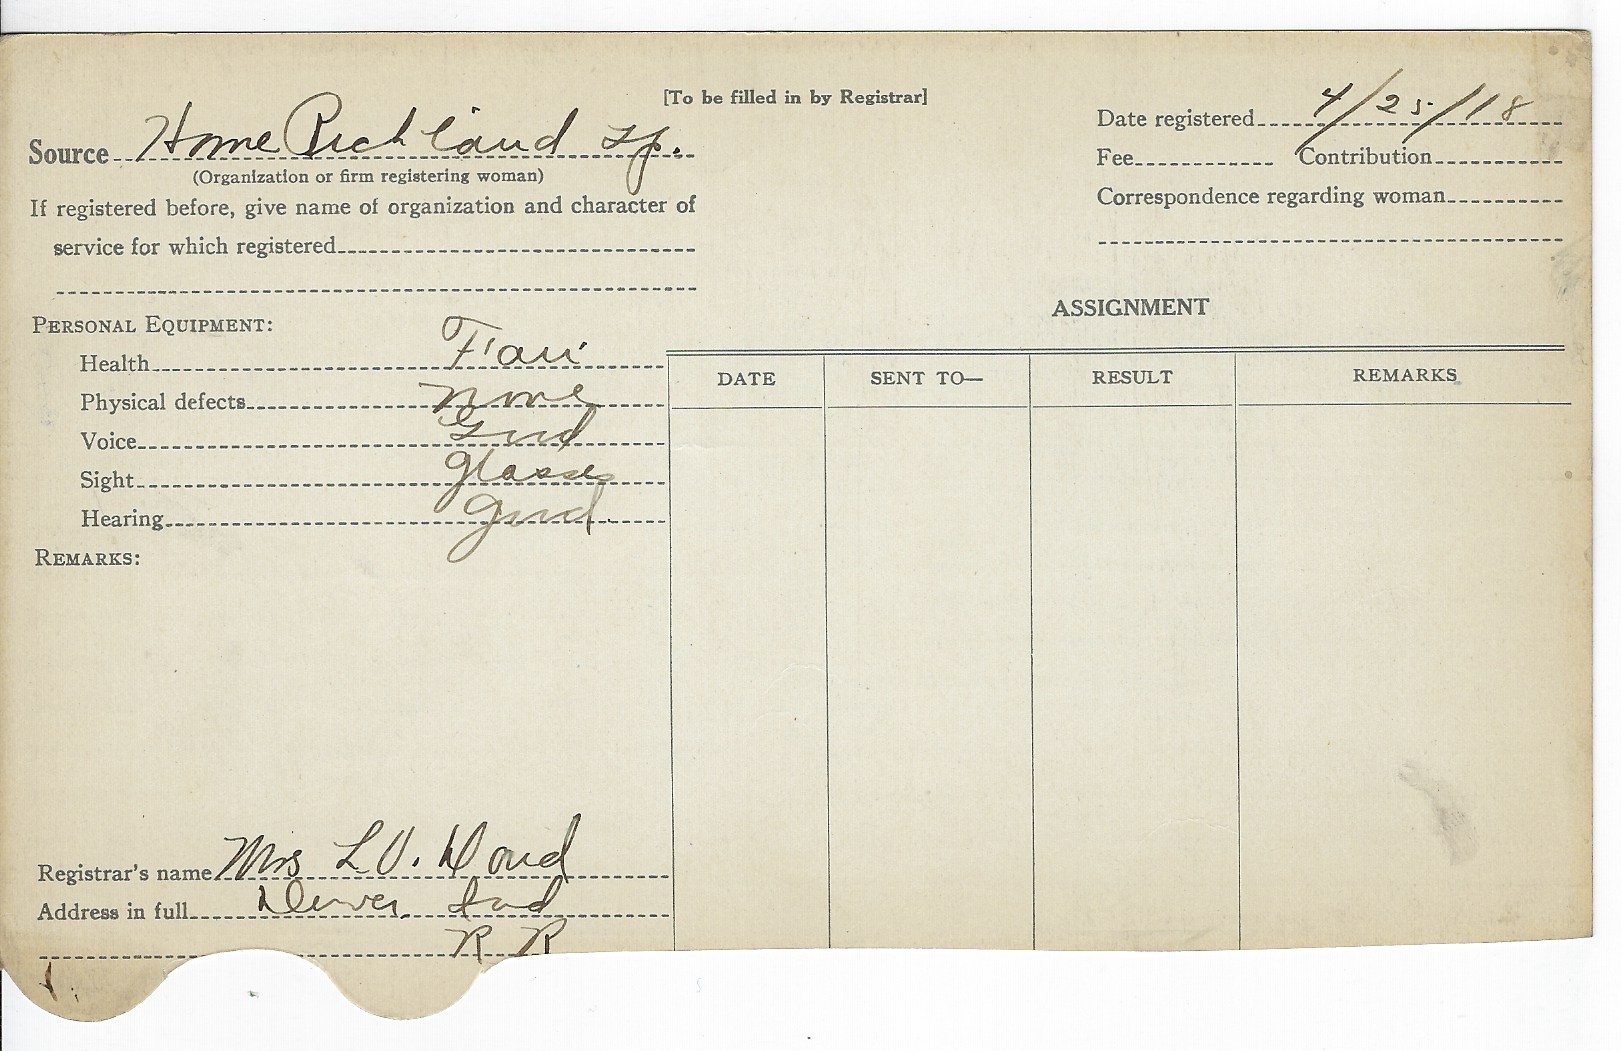 [To be filled in by Registrar]
Source Home Richland Tp.
(Organization or firm registering woman)
If registered before, give name of organization and character of
service for which registered
Date registered 4/25/18
Fee Contribution
Correspondence regarding woman
PERSONAL EQUIPMENT:
Health Fair
Physical defects None
Voice Good
Sight Glasses
Hearing Good
REMARKS:
ASSIGNMENT
DATE SENT TO— RESULT REMARKS
Registrar's name Mrs L.V. Doud
Address in full Denver Ind
R R